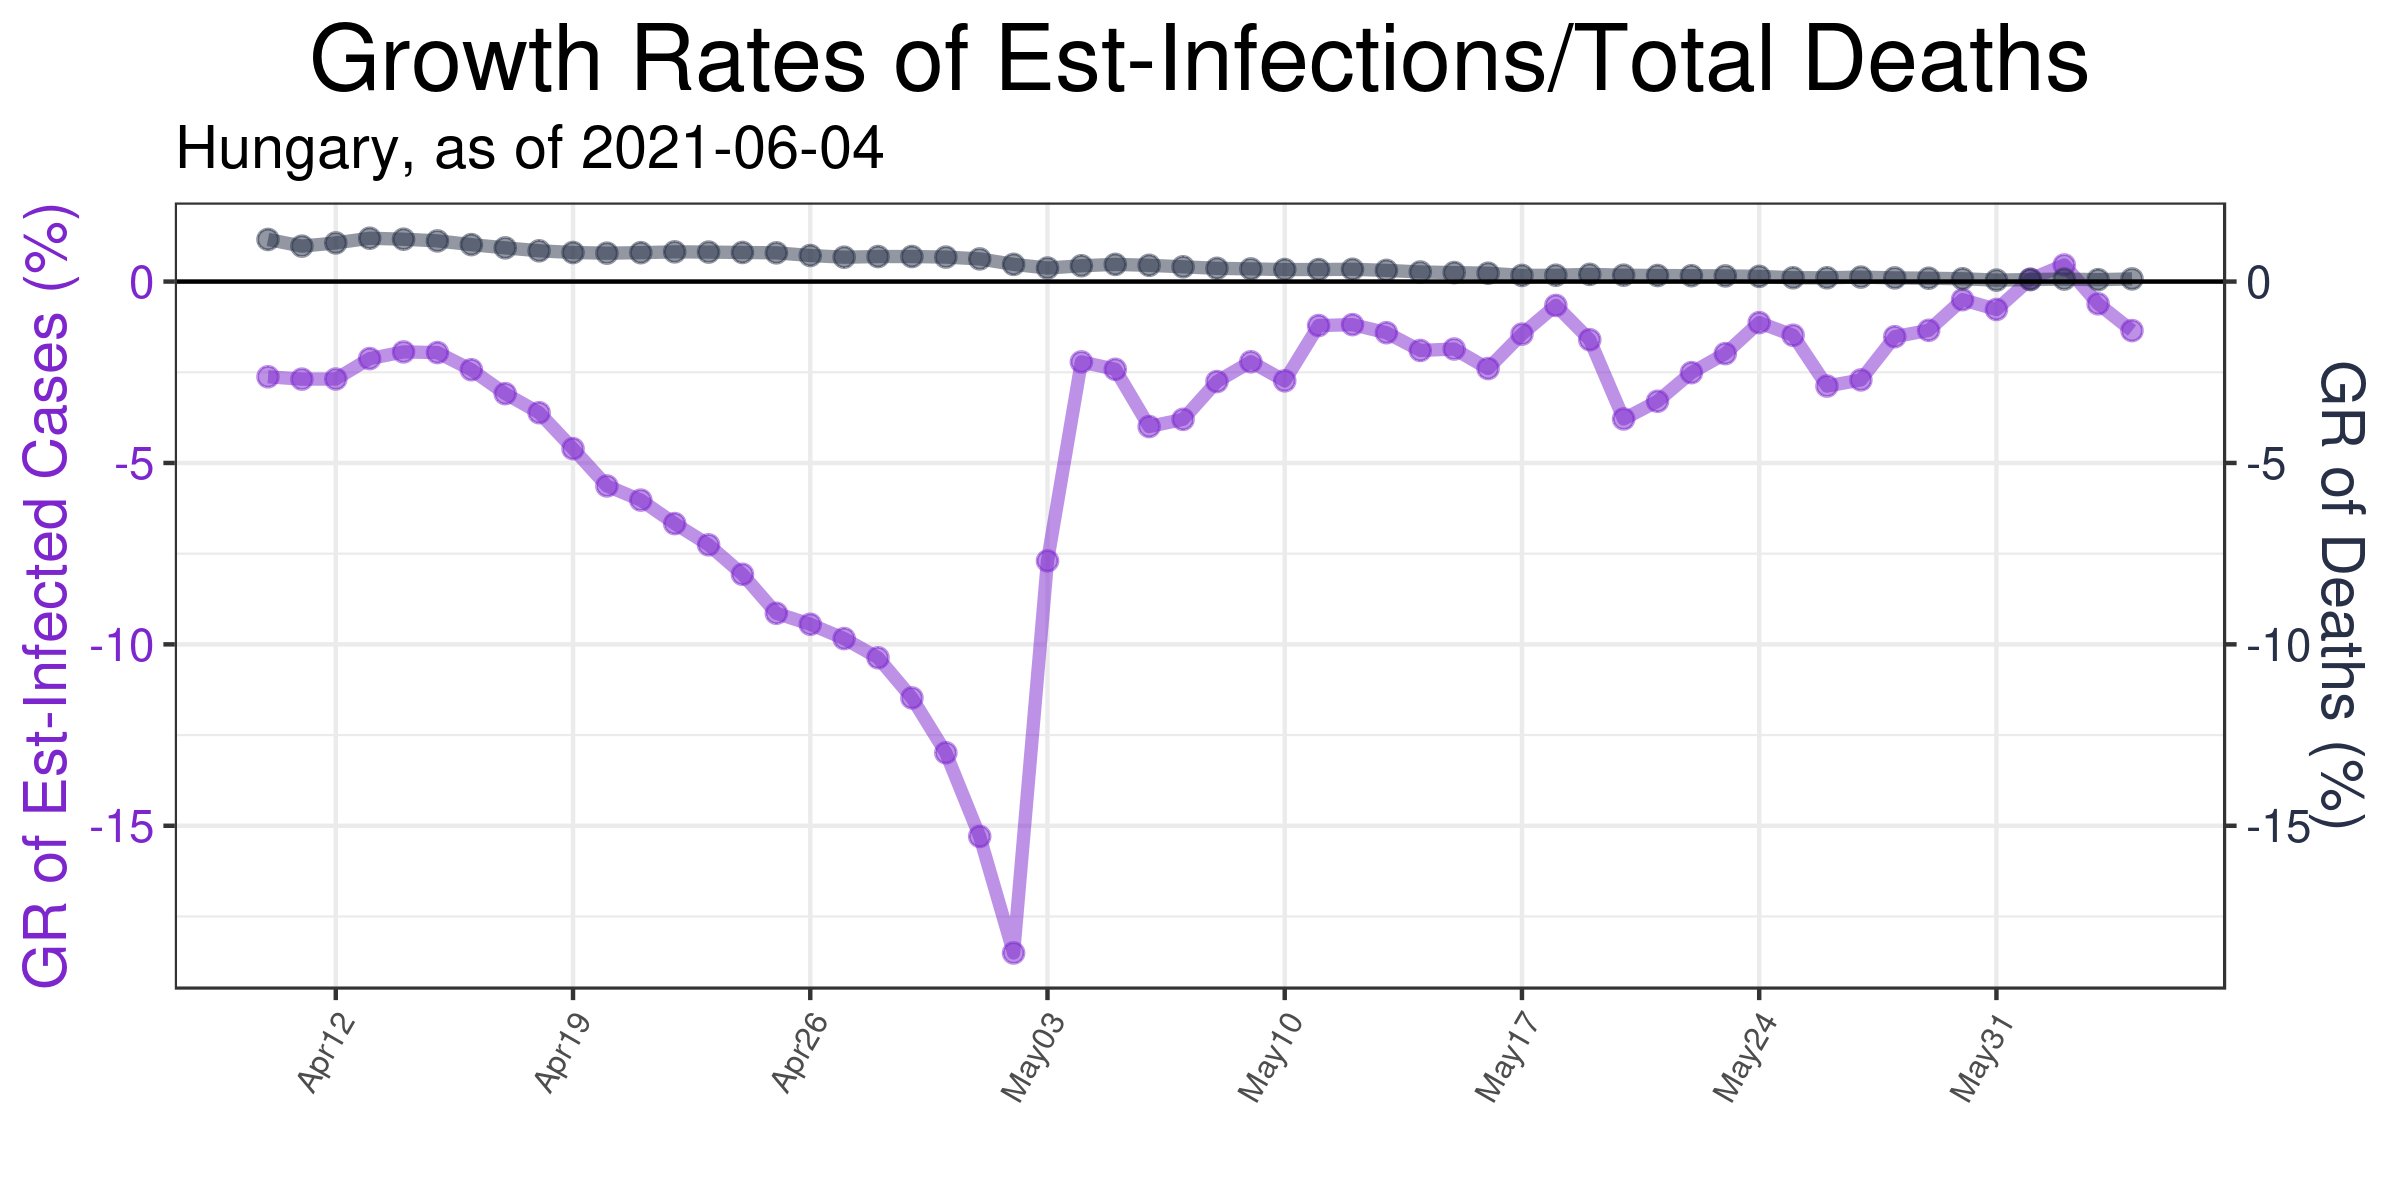 Growth Rates of Est-Infections/Total Deaths
Hungary, as of 2021-06-04
GR of Est-Infected Cases (%)
0
-5
-10
-15
0
-5
-10
-15
GR of Deaths (%)
Apr12
Apr19
Apr26
May03
May10
May17
May24
May31